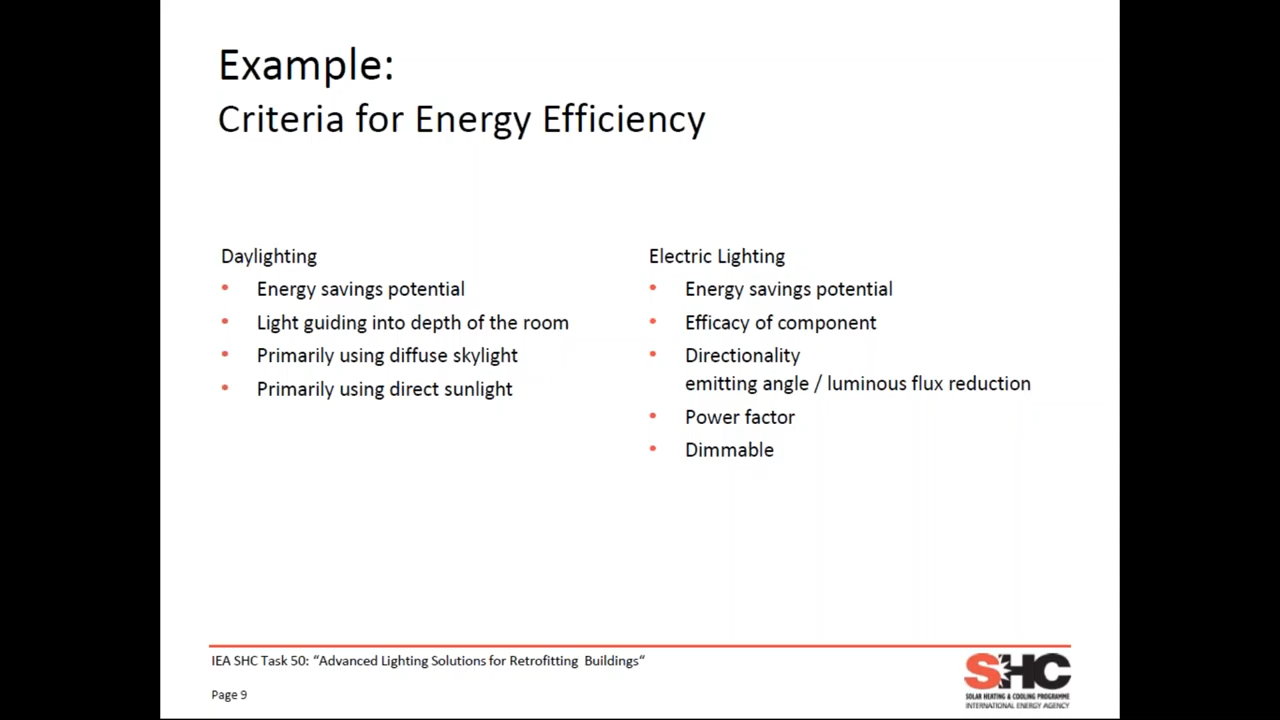 Example:
Criteria for Energy Efficiency
Daylighting
• Energy savings potential
• Light guiding into depth of the room
• Primarily using diffuse skylight
• Primarily using direct sunlight
Electric Lighting
• Energy savings potential
• Efficacy of component
• Directionality
emitting angle / luminous flux reduction
• Power factor
• Dimmable
IEA SHC Task 50: “Advanced Lighting Solutions for Retrofitting Buildings“
Page 9
SHC
SOLAR HEATING & COOLING PROGRAMME
INTERNATIONAL ENERGY AGENCY